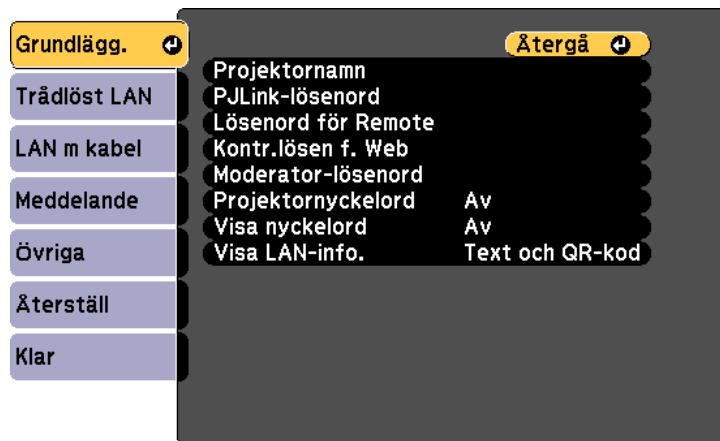 Grundlägg.
Trådlöst LAN
LAN m kabel
Meddelande
Övriga
Återställ
Klar
Återgå
Projektornamn
PJLink-lösenord
Lösenord för Remote
Kontr.lösen f. Web
Moderator-lösenord
Projektornyckelord Av
Visa nyckelord Av
Visa LAN-info. Text och QR-kod